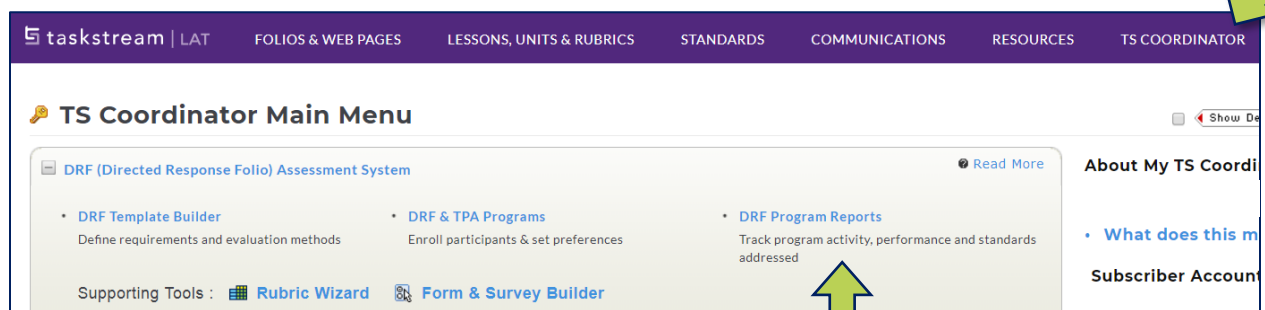 taskstream | LAT FOLIOS & WEB PAGES LESSONS, UNITS & RUBRICS STANDARDS COMMUNICATIONS RESOURCES TS COORDINATOR
TS Coordinator Main Menu
Show De
DRF (Directed Response Folio) Assessment System
Read More
• DRF Template Builder
Define requirements and evaluation methods
• DRF & TPA Programs
Enroll participants & set preferences
• DRF Program Reports
Track program activity, performance and standards
addressed
Supporting Tools : Rubric Wizard Form & Survey Builder
About My TS Coordi
• What does this m
Subscriber Account